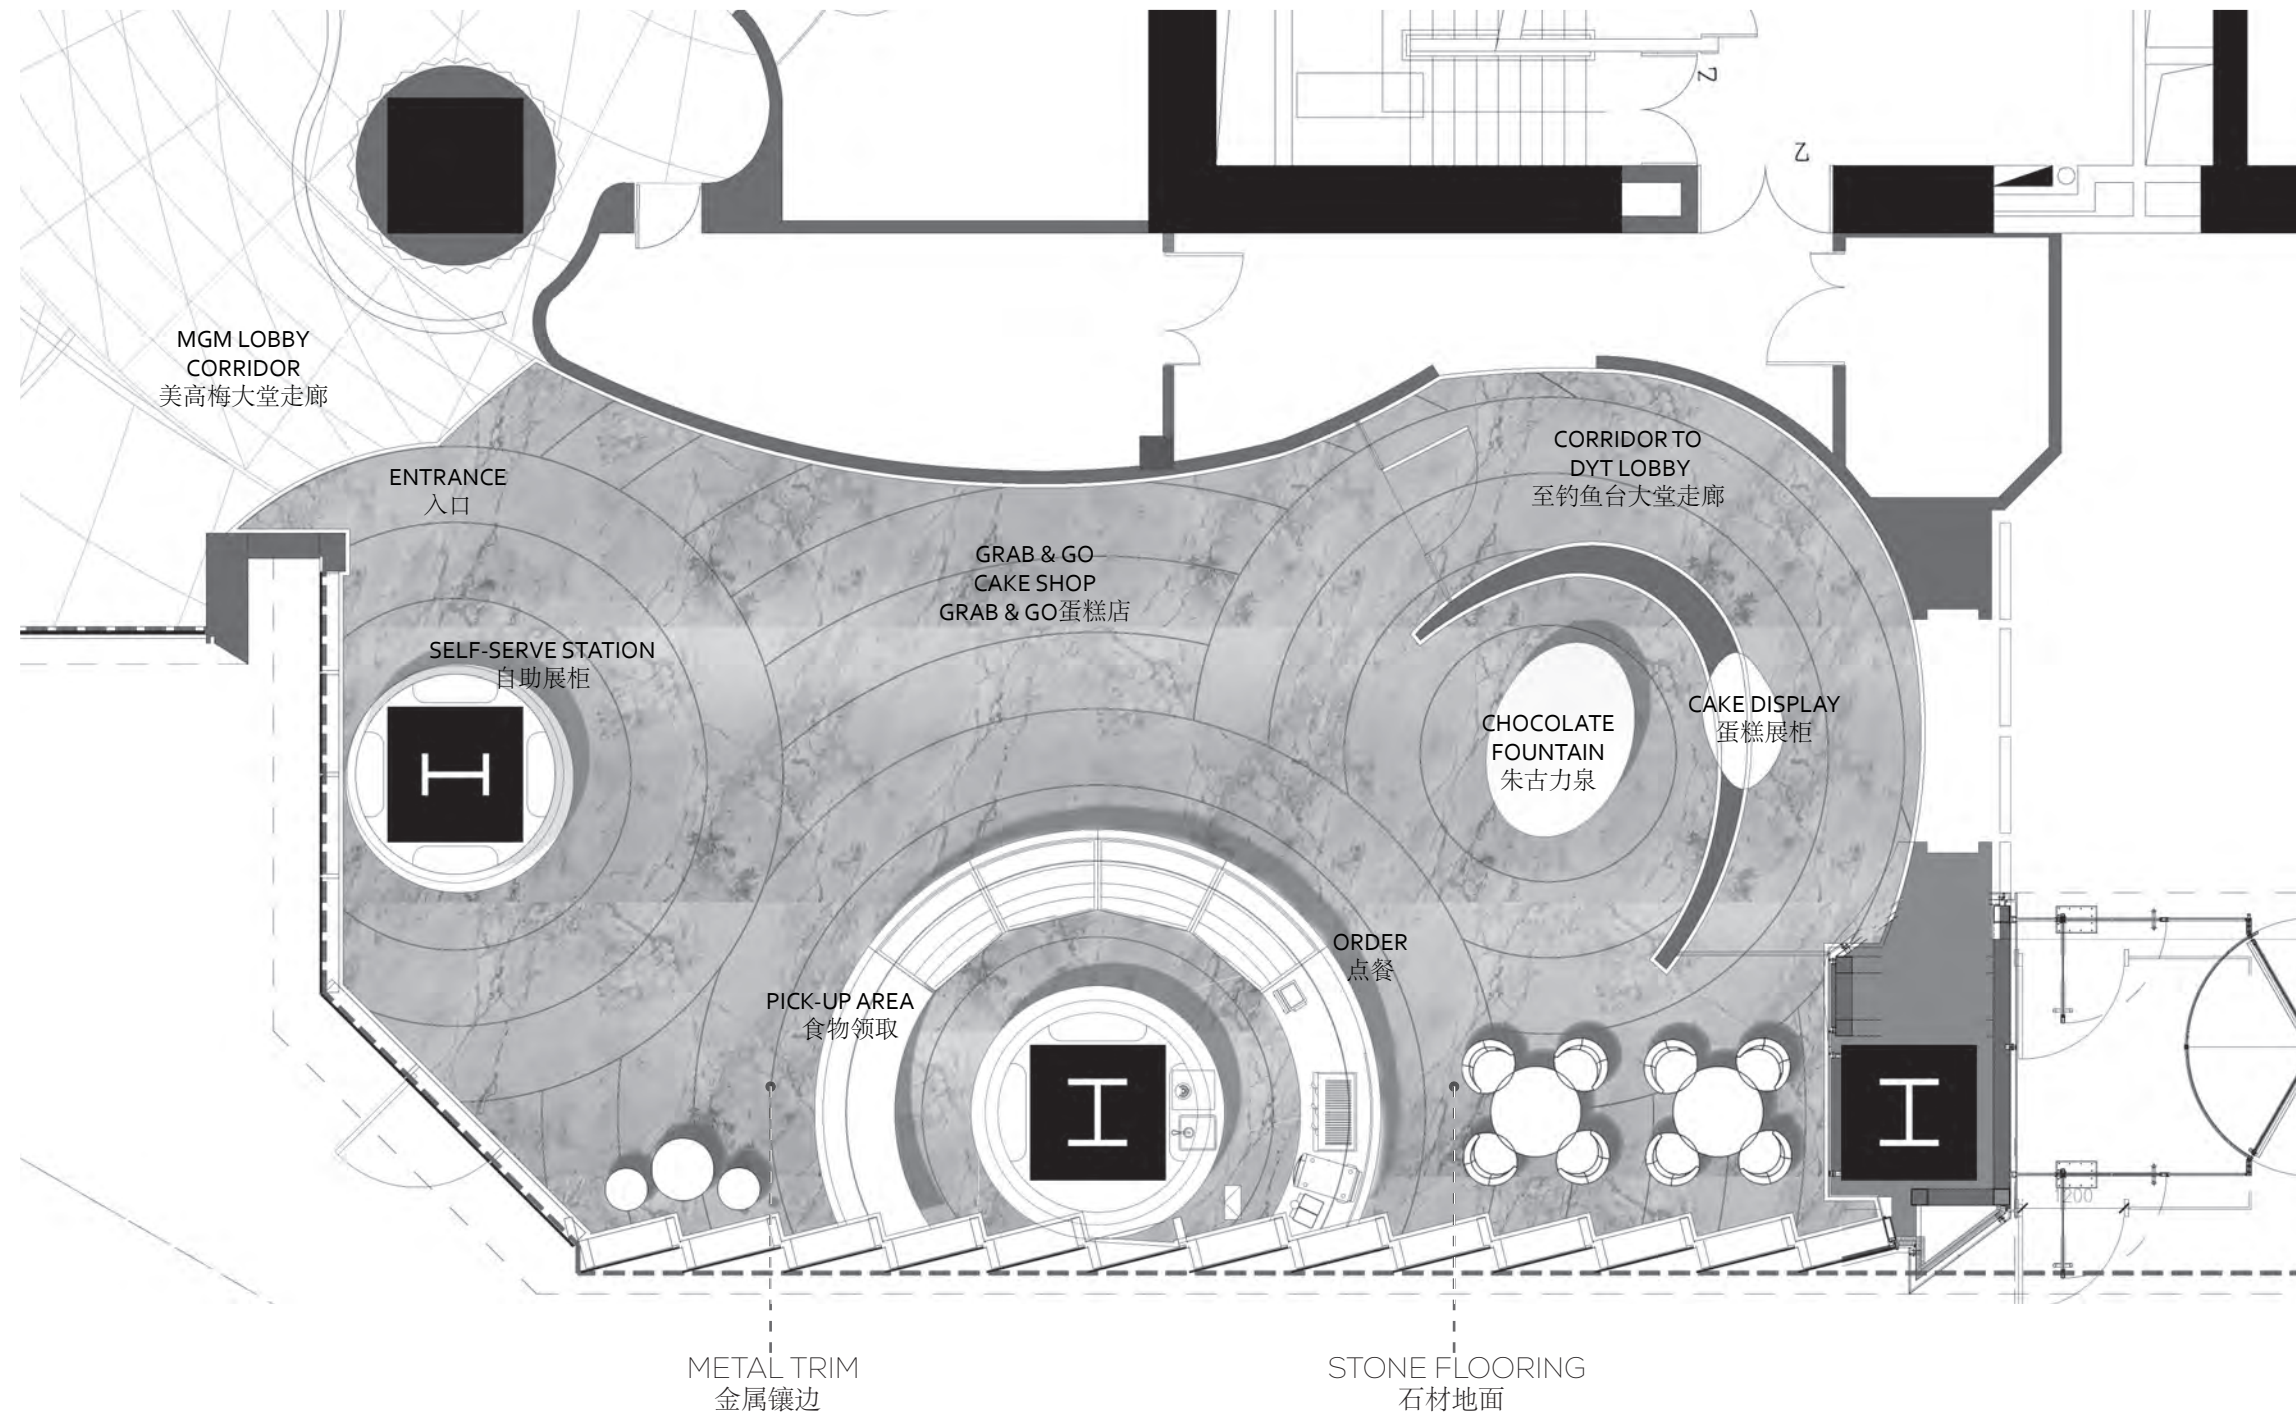 乙
乙
MGM LOBBY
CORRIDOR
美高梅大堂走廊
ENTRANCE
入口
CORRIDOR TO
DYT LOBBY
至钓鱼台大堂走廊
GRAB & GO
CAKE SHOP
GRAB & GO蛋糕店
SELF-SERVE STATION
自助展柜
CHOCOLATE
FOUNTAIN
朱古力泉
CAKE DISPLAY
蛋糕展柜
ORDER
点餐
PICK-UP AREA
食物领取
1200
METAL TRIM
金属镶边
STONE FLOORING
石材地面